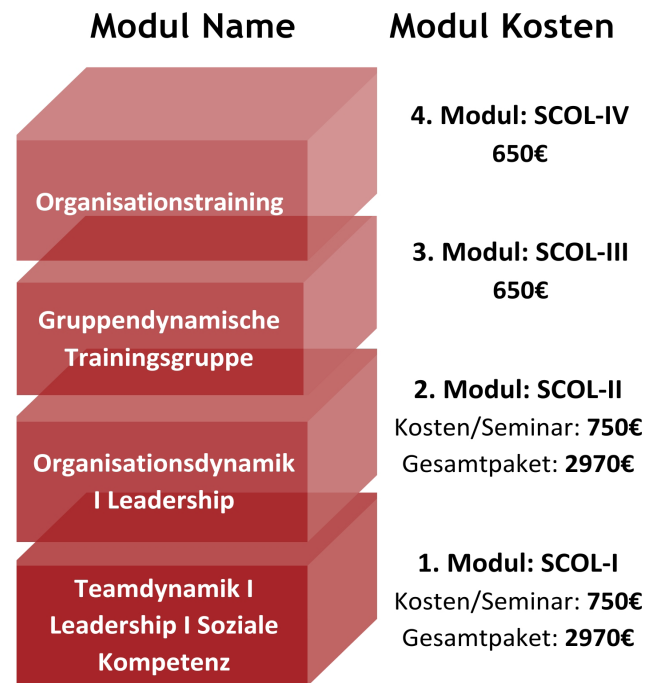 Modul Name
Modul Kosten
Organisationstraining
4. Modul: SCOL-IV
650€
Gruppendynamische
Trainingsgruppe
3. Modul: SCOL-III
650€
Organisationsdynamik
I Leadership
2. Modul: SCOL-II
Kosten/Seminar: 750€
Gesamtpaket: 2970€
Teamdynamik I
Leadership I Soziale
Kompetenz
1. Modul: SCOL-I
Kosten/Seminar: 750€
Gesamtpaket: 2970€